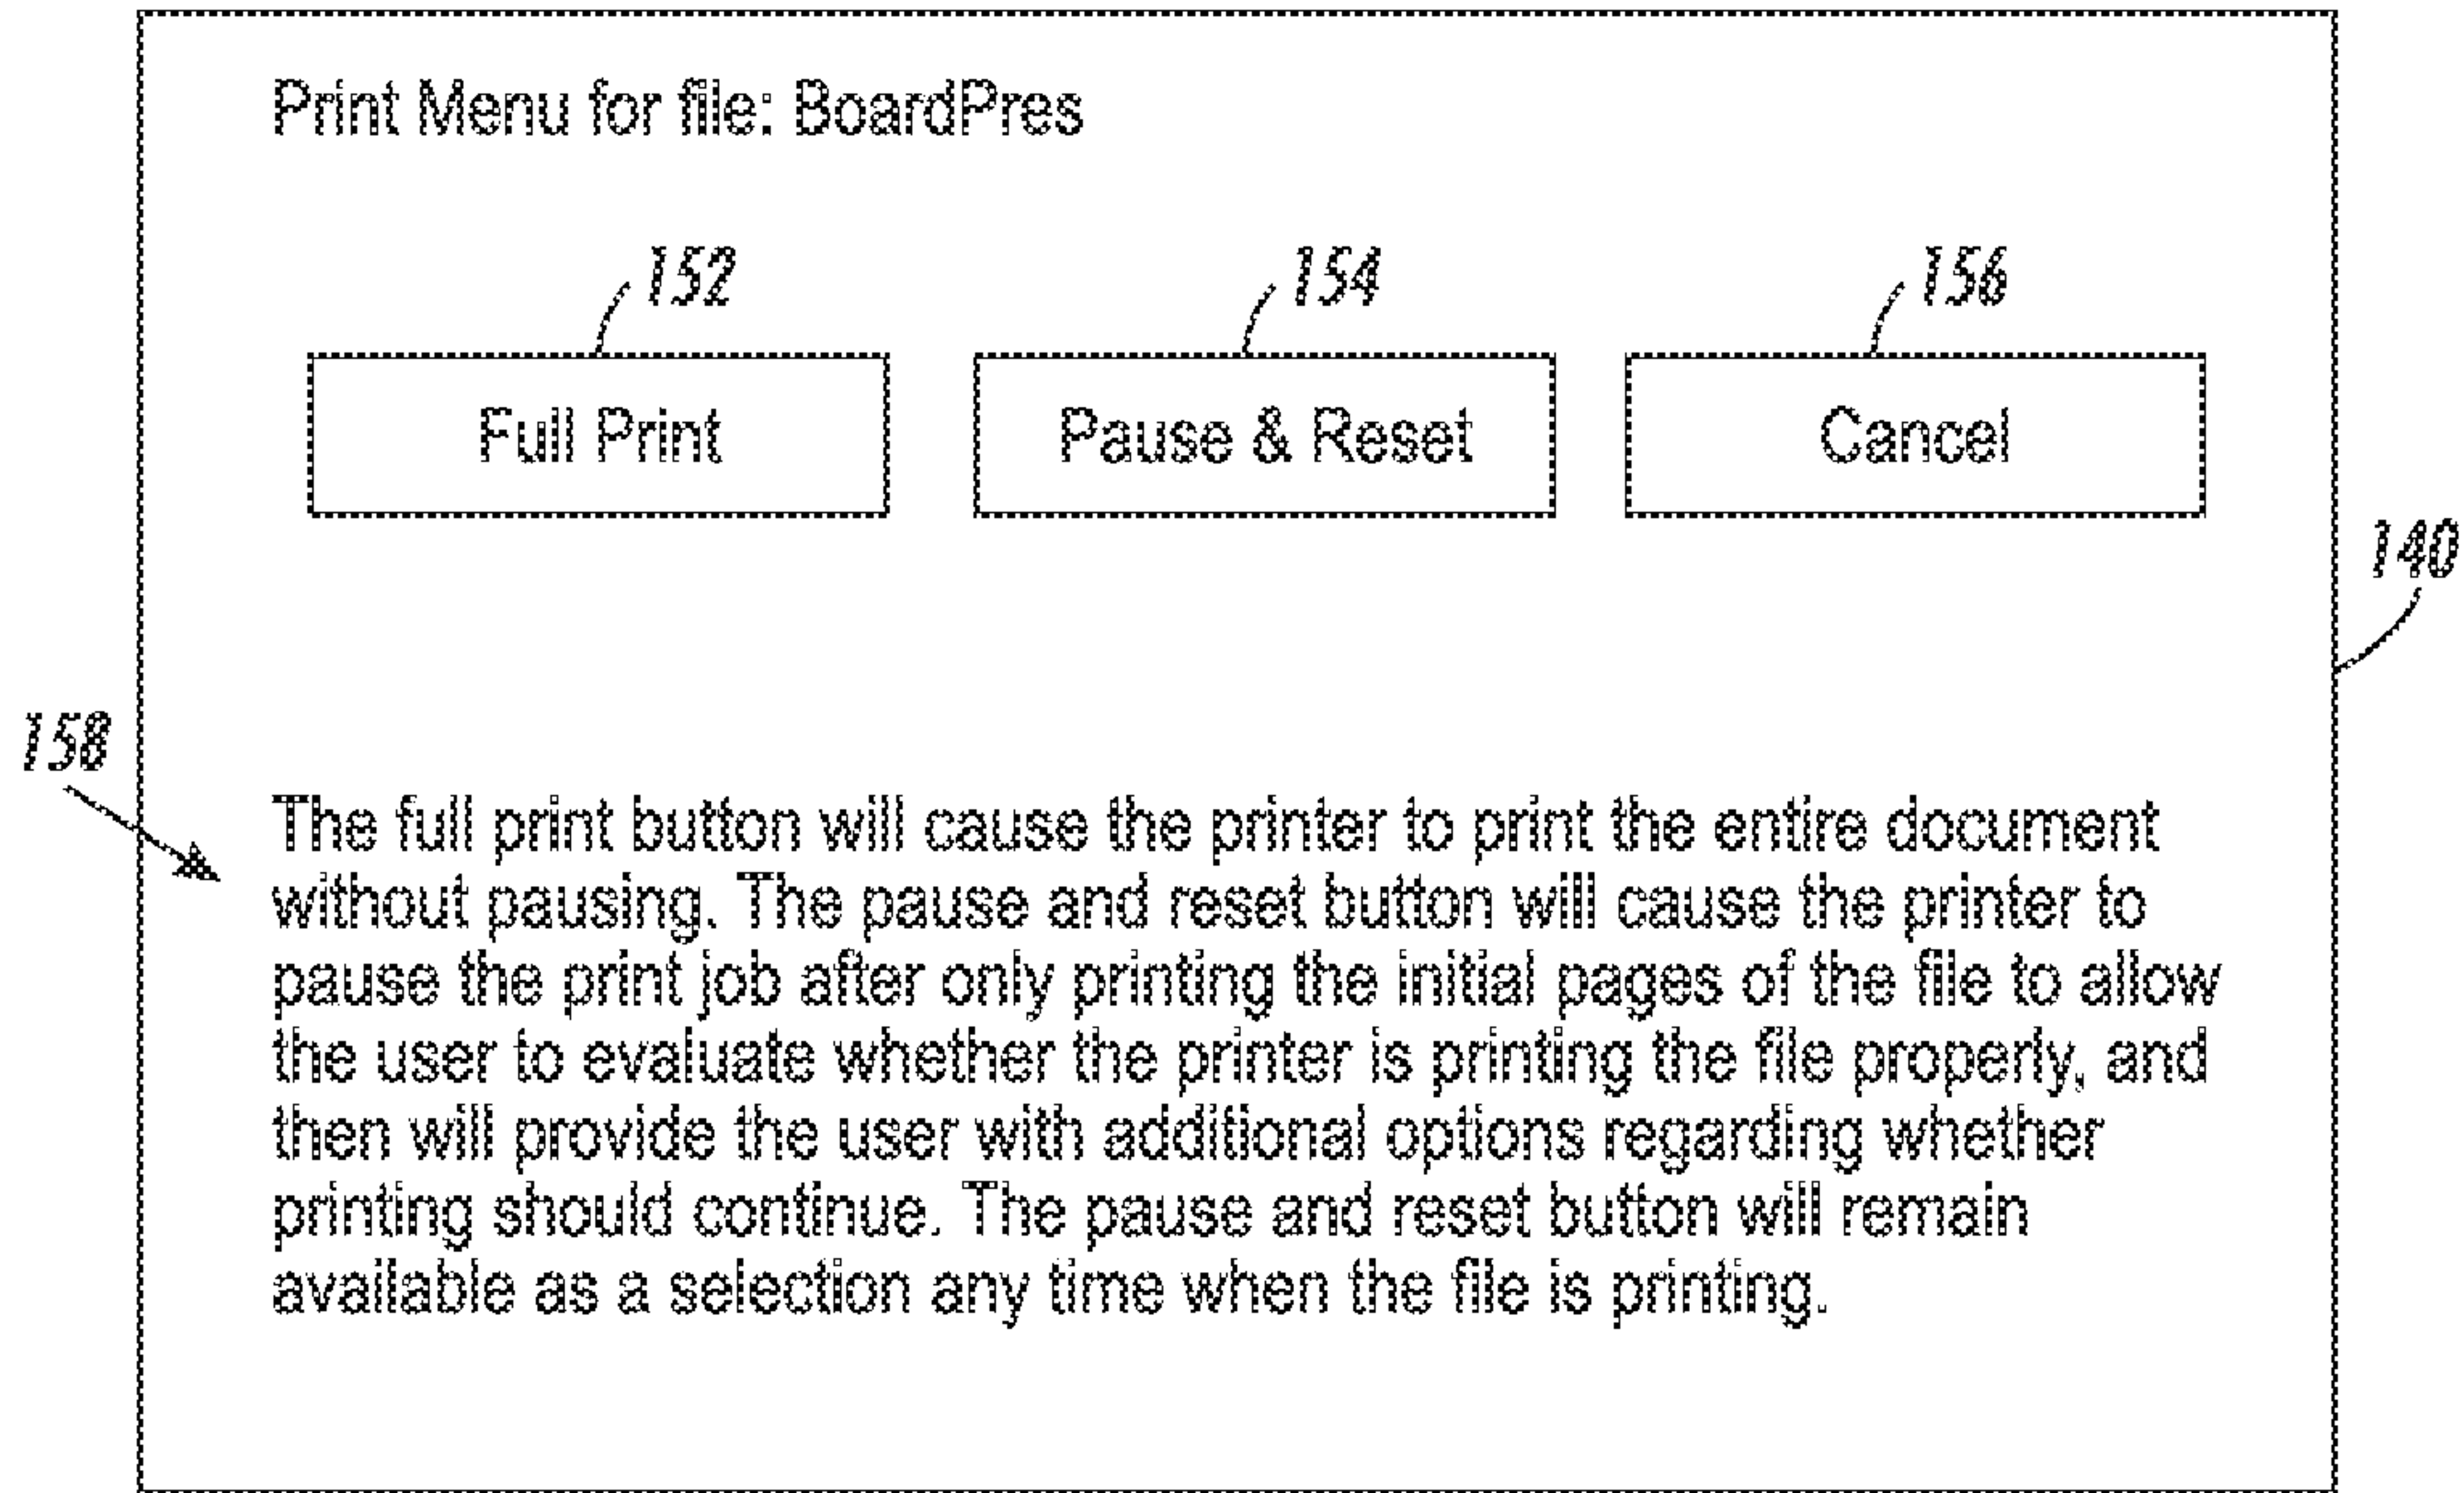 Print Menu for file: BoardPres
152
154
156
Full Print
Pause & Reset
Cancel
140
158
The full print button will cause the printer to print the entire document
without pausing. The pause and reset button will cause the printer to
pause the print job after only printing the initial pages of the file to allow
the user to evaluate whether the printer is printing the file properly, and
then will provide the user with additional options regarding whether
printing should continue. The pause and reset button will remain
available as a selection any time when the file is printing.